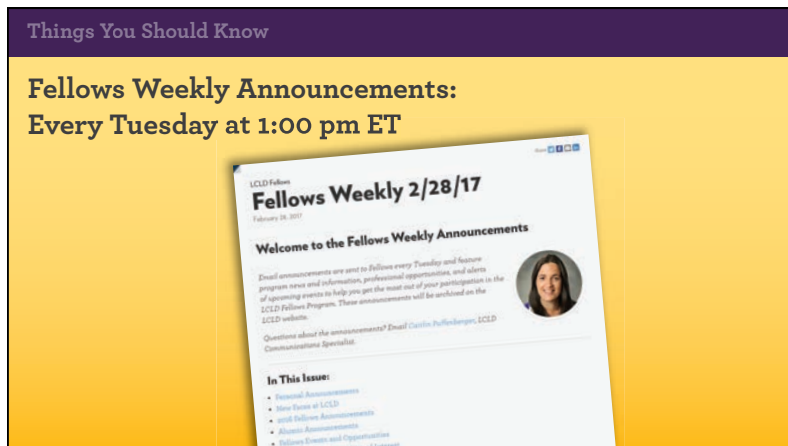 Things You Should Know
Fellows Weekly Announcements:
Every Tuesday at 1:00 pm ET
LCLD Fellows
Fellows Weekly 2/28/17
February 28, 2017
Welcome to the Fellows Weekly Announcements
Email announcements are sent to Fellows every Tuesday and feature
program news and information, professional opportunities, and alerts
of upcoming events to help you get the most out of your participation in the
LCLD Fellows Program. These announcements will be archived on the
LCLD website.
Questions about the announcements? Email Caitlin Puffenberger, LCLD
Communications Specialist.
In This Issue:
• Personal Announcements
• New Faces at LCLD
• 2016 Fellows Announcements
• Alumni Announcements
• Fellows Events and Opportunities